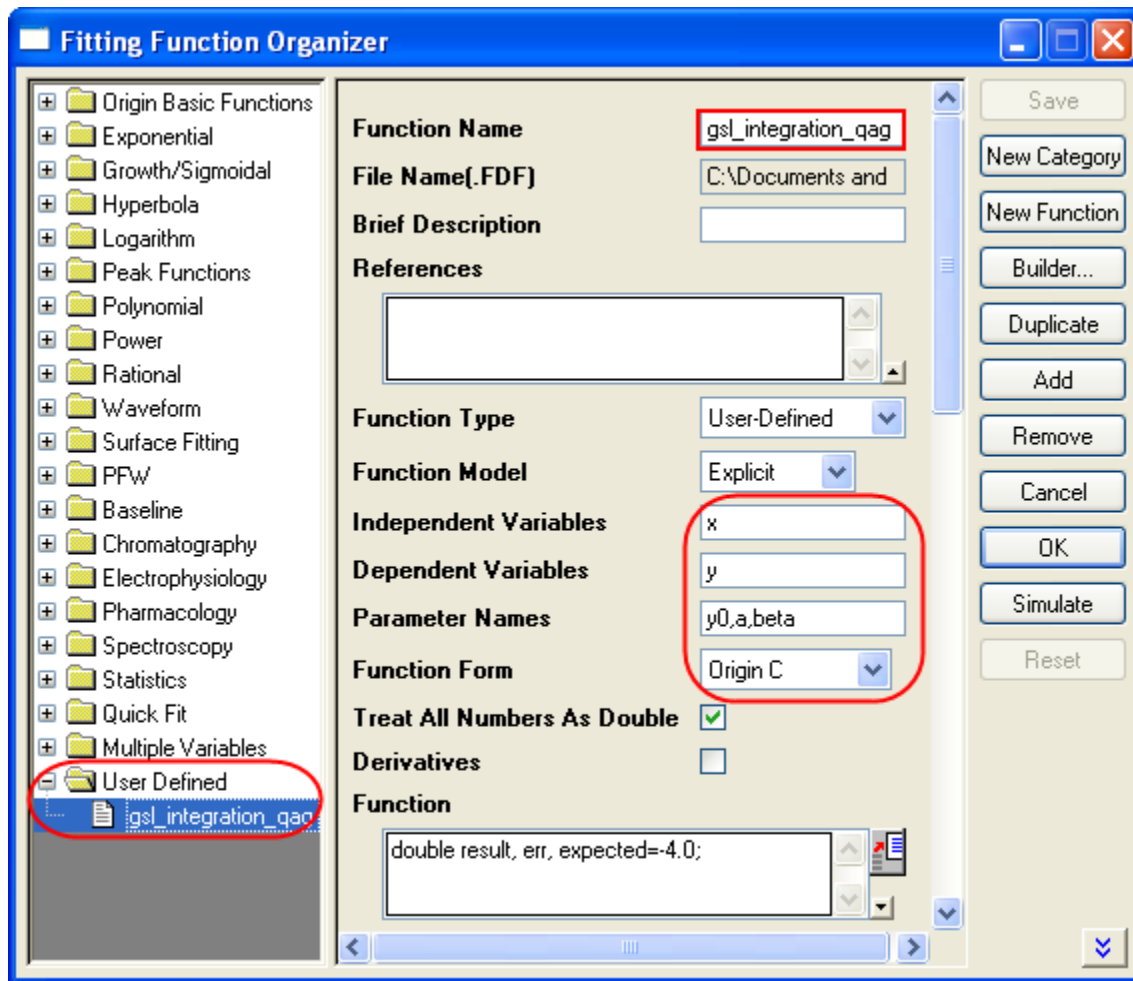 Fitting Function Organizer
Origin Basic Functions
Exponential
Growth/Sigmoidal
Hyperbola
Logarithm
Peak Functions
Polynomial
Power
Rational
Waveform
Surface Fitting
PFW
Baseline
Chromatography
Electrophysiology
Pharmacology
Spectroscopy
Statistics
Quick Fit
Multiple Variables
User Defined
gsl_integration_qag
Function Name gsl_integration_qag
File Name(.FDF) C:\Documents and
Brief Description
References
Function Type User-Defined
Function Model Explicit
Independent Variables x
Dependent Variables y
Parameter Names y0,a,beta
Function Form Origin C
Treat All Numbers As Double
Derivatives
Function
double result, err, expected=-4.0;
Save
New Category
New Function
Builder...
Duplicate
Add
Remove
Cancel
OK
Simulate
Reset